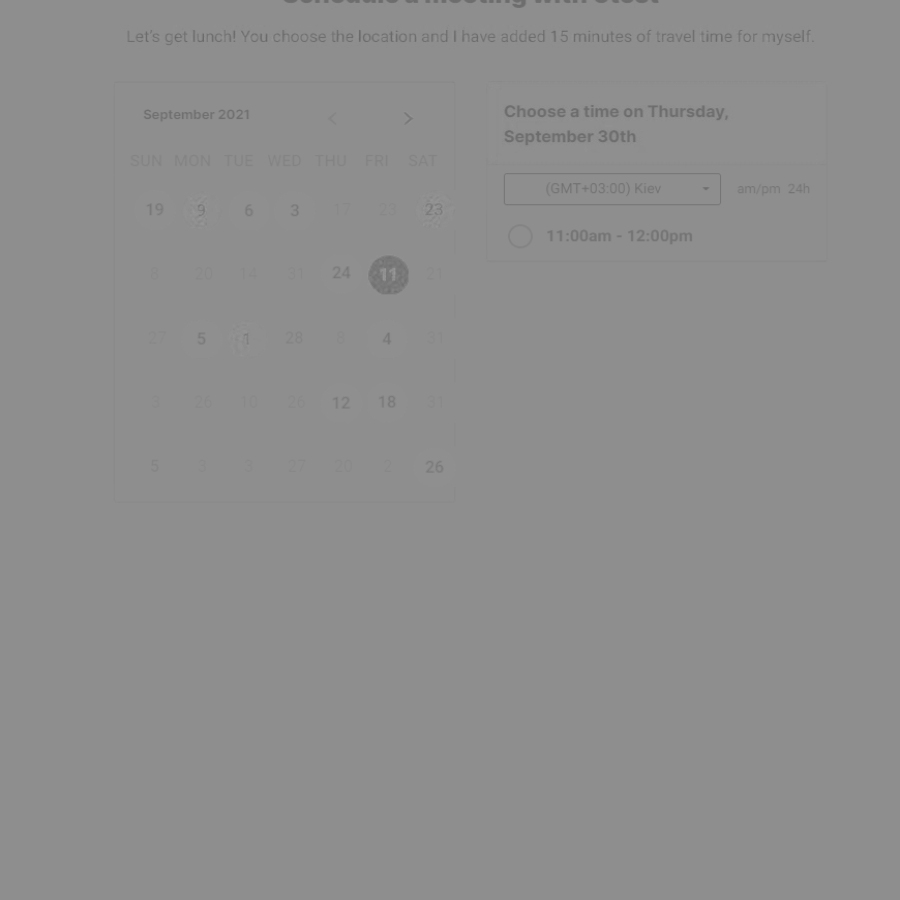 Schedule a meeting with
Let's get lunch! You choose the location and I have added 15 minutes of travel time for myself.
September 2021
SUN MON TUE WED THU FRI SAT
19 9 6 3 17 23
8 20 14 31 24 11 21
27 5 1 28 3 4 31
3 26 10 26 12 18 31
5 3 27 20 2 26
Choose a time on Thursday,
September 30th
(GMT+03:00) Kiev am/pm 24h
11:00am - 12:00pm